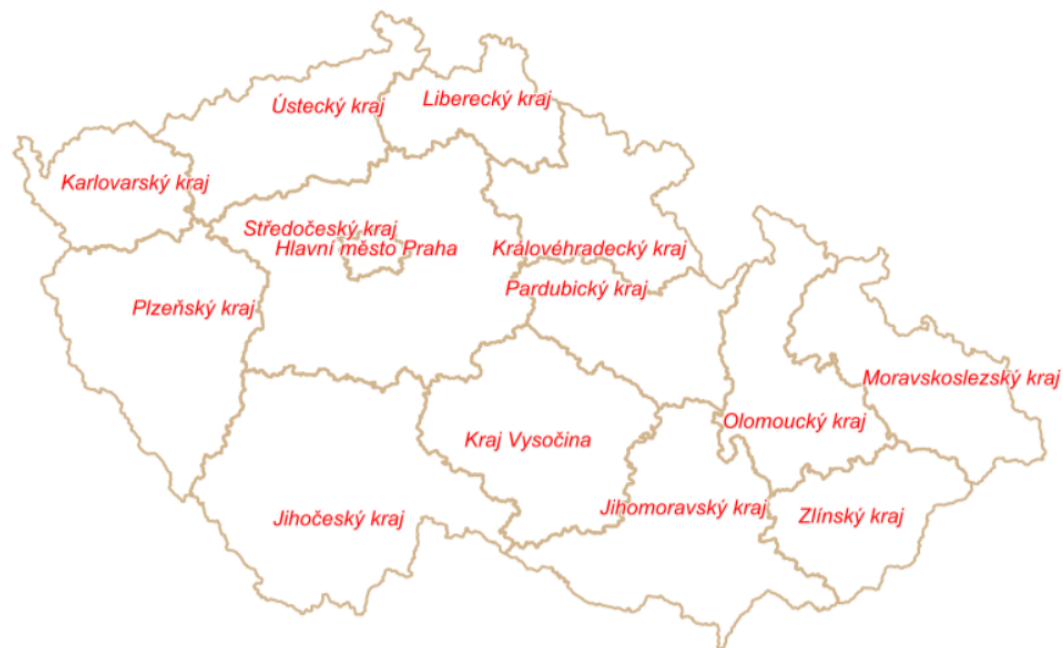 Ústecký kraj
Liberecký kraj
Karlovarský kraj
Středočeský kraj
Hlavní město Praha
Královéhradecký kraj
Pardubický kraj
Plzeňský kraj
Moravskoslezský kraj
Olomoucký kraj
Kraj Vysočina
Jihomoravský kraj
Zlínský kraj
Jihočeský kraj